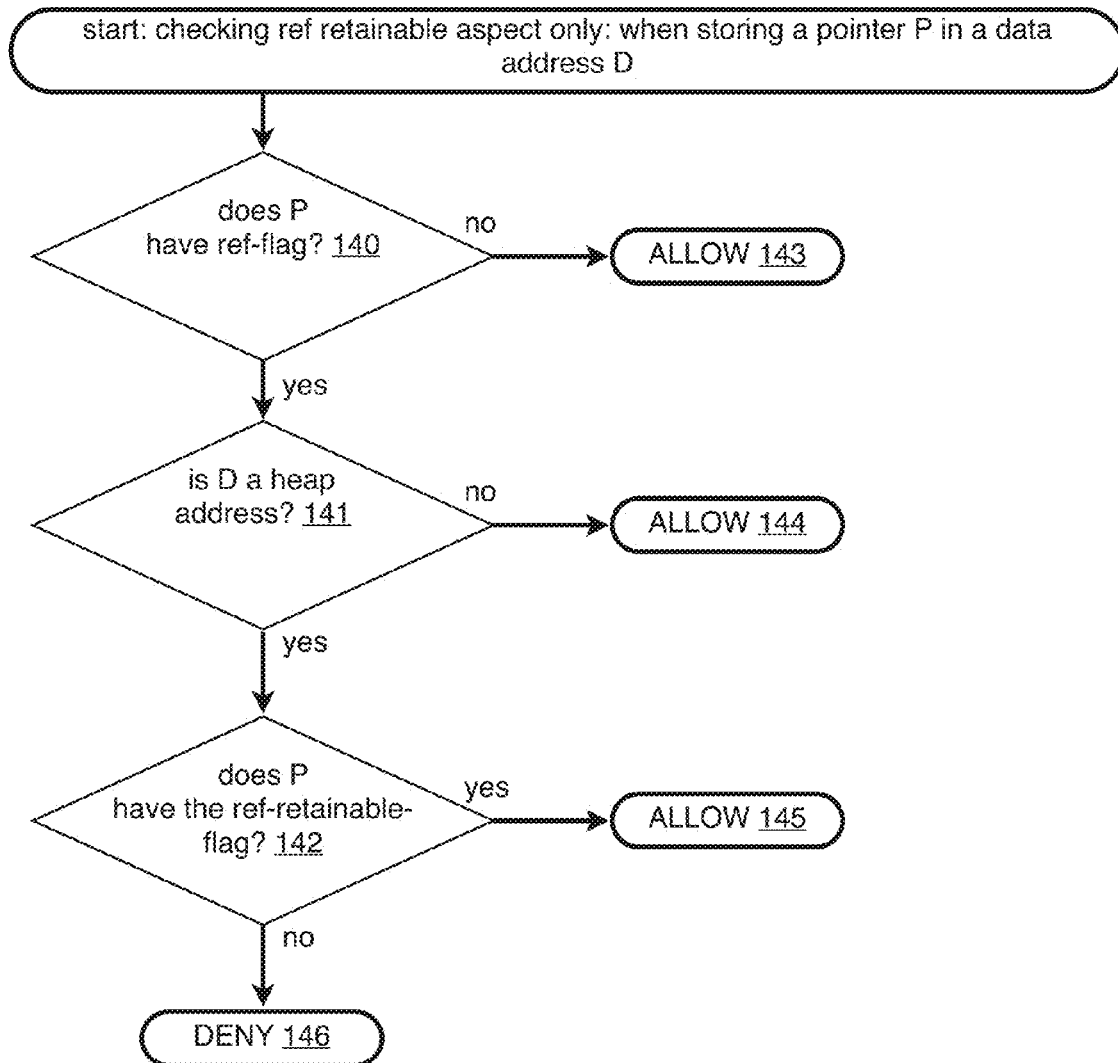 start: checking ref retainable aspect only: when storing a pointer P in a data
address D
does P
have ref-flag? 140
no
ALLOW 143
yes
is D a heap
address? 141
no
ALLOW 144
yes
does P
have the ref-retainable-
flag? 142
yes
ALLOW 145
no
DENY 146